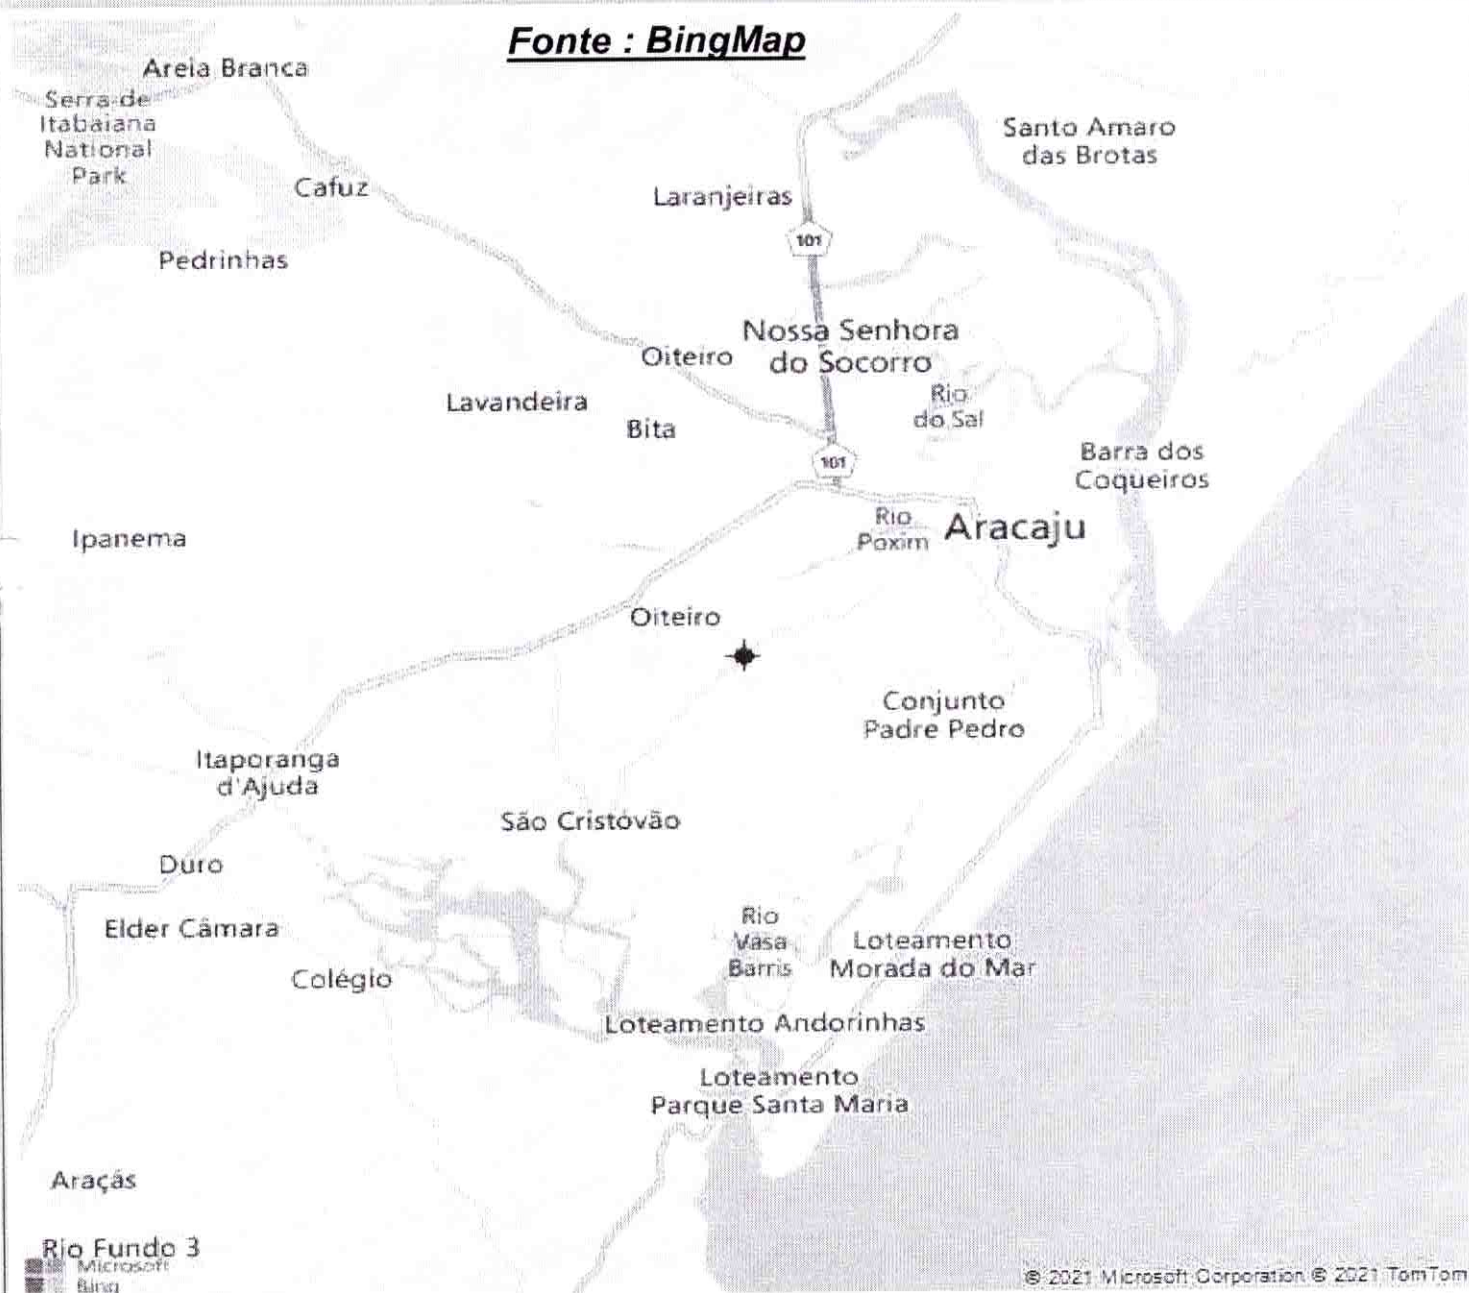 Fonte : BingMap
Areia Branca
Serra de
Itabaiana
National
Park
Cafuz
Pedrinhas
Laranjeiras
101
Santo Amaro
das Brotas
Nossa Senhora
do Socorro
Oiteiro
Lavandeira
Bita
Rio
do Sal
101
Barra dos
Coqueiros
Ipanema
Rio
Poxim
Aracaju
Oiteiro
Conjunto
Padre Pedro
Itaporanga
d'Ajuda
São Cristóvão
Duro
Elder Câmara
Colégio
Rio
Vasa
Barris
Loteamento
Morada do Mar
Loteamento Andorinhas
Loteamento
Parque Santa Maria
Araçás
Rio Fundo 3
Microsoft
Bing
© 2021 Microsoft Corporation © 2021 TomTom